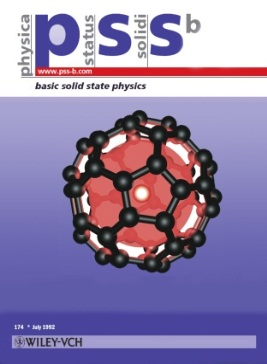 physica
status
solidi
pss b
www.pss-b.com
basic solid state physics
174 * July 1992
WILEY-VCH